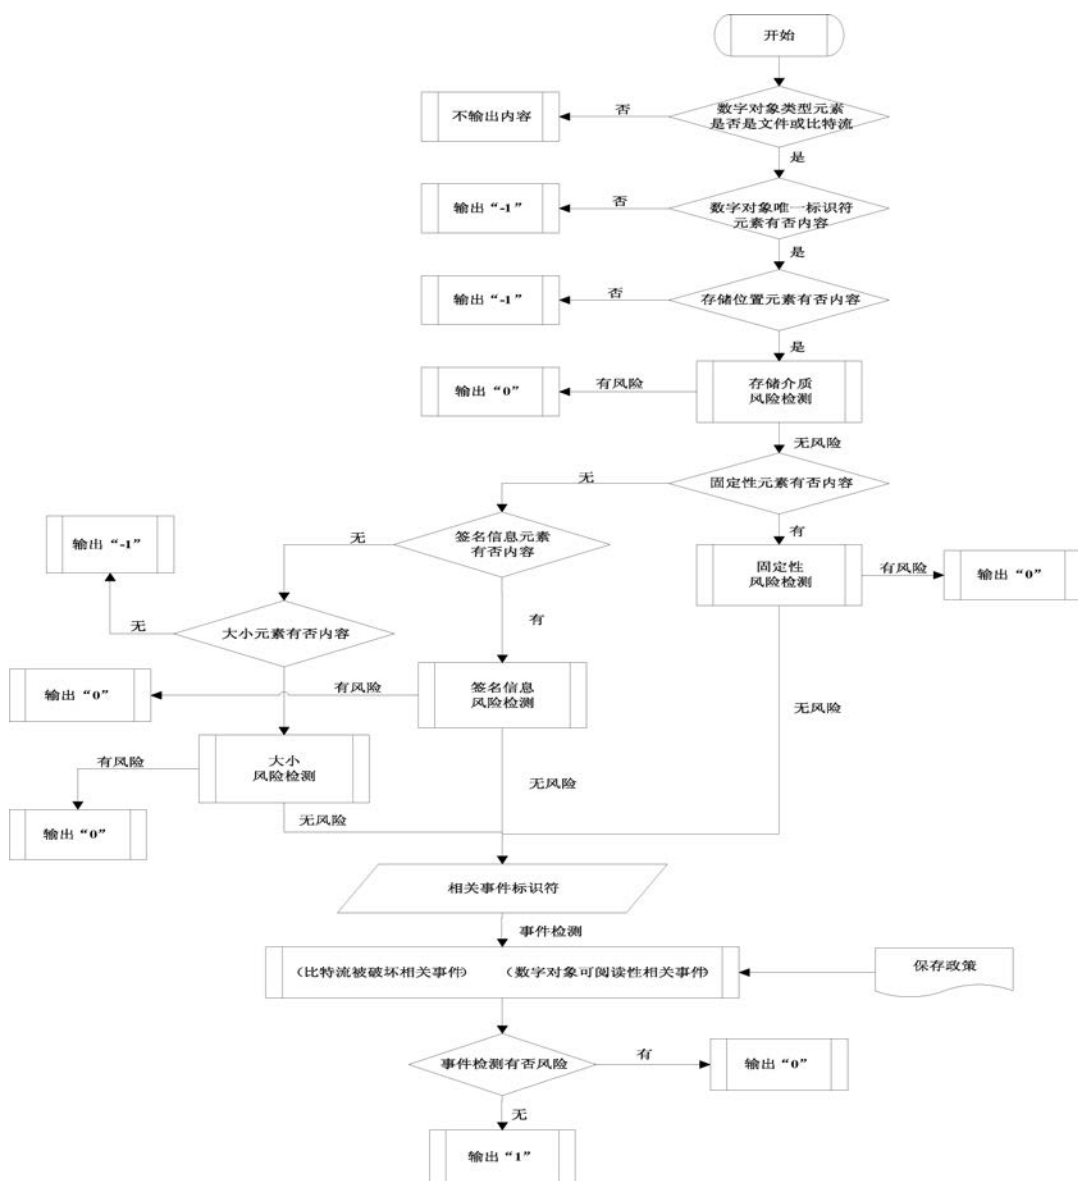 开始
数字对象类型元素
是否是文件或比特流
否
不输出内容
是
数字对象唯一标识符
元素有否内容
否
输出“-1”
是
存储位置元素有否内容
否
输出“-1”
是
存储介质
风险检测
有风险
输出“0”
无风险
固定性元素有否内容
无
有
签名信息元素
有否内容
无
固定性
风险检测
有风险
输出“0”
输出“-1”
大小元素有否内容
无
有
签名信息
风险检测
有风险
输出“0”
无风险
大小
风险检测
有风险
输出“0”
无风险
无风险
相关事件标识符
事件检测
（比特流被破坏相关事件） （数字对象可阅读性相关事件）
保存政策
事件检测有否风险
有
输出“0”
无
输出“1”